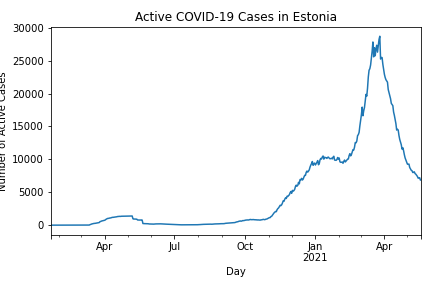 Active COVID-19 Cases in Estonia
Number of Active Cases
30000
25000
20000
15000
10000
5000
0
Apr
Jul
Oct
Jan
2021
Apr
Day